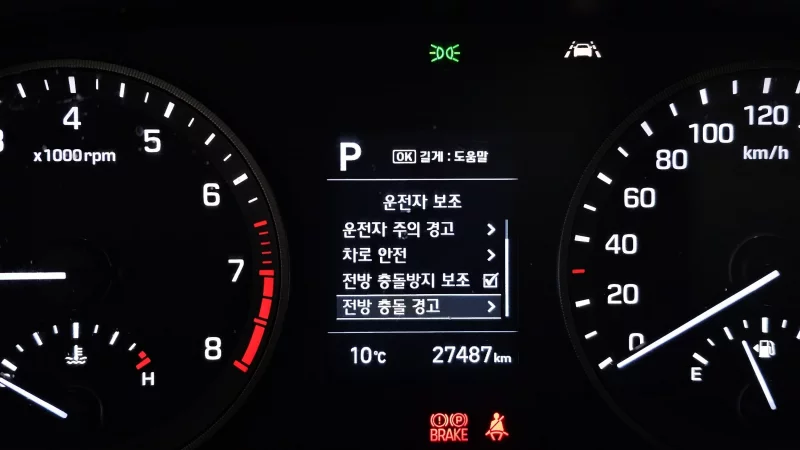 3
4
5
6
7
8
x1000rpm
H
P OK 길게 : 도움말
운전자 보조
운전자 주의 경고
차로 안전
전방 충돌방지 보조
전방 충돌 경고
10℃ 27487km
BRAKE
P
0
20
40
60
80
100
120
km/h
E